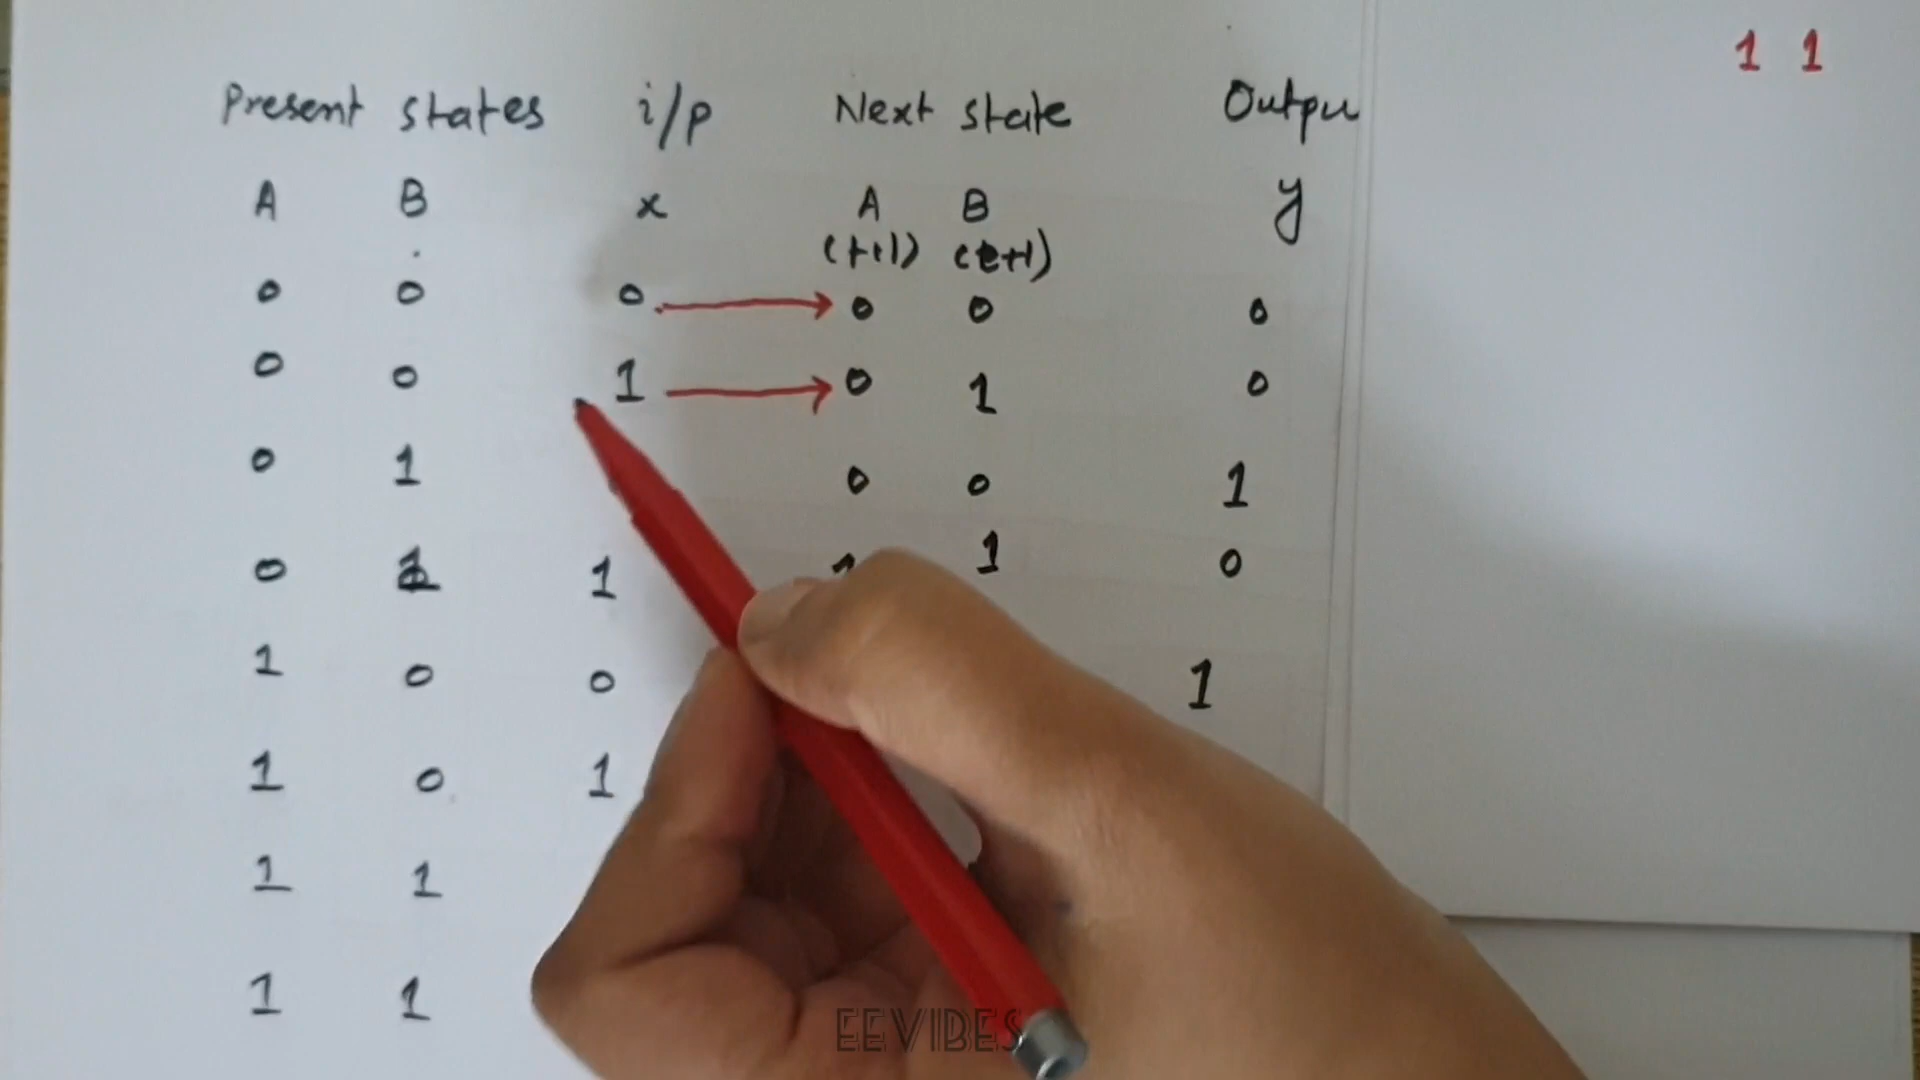 1 1
Present states i/p Next state Outpu
A B x A B y
(t+1) (t+1)
0 0 0 → 0 0 0
0 0 1 → 0 1 0
0 1 0 0 1
0 1 1 1 0
1 0 0 1
1 0 1
1 1
1 1
EEVIBES